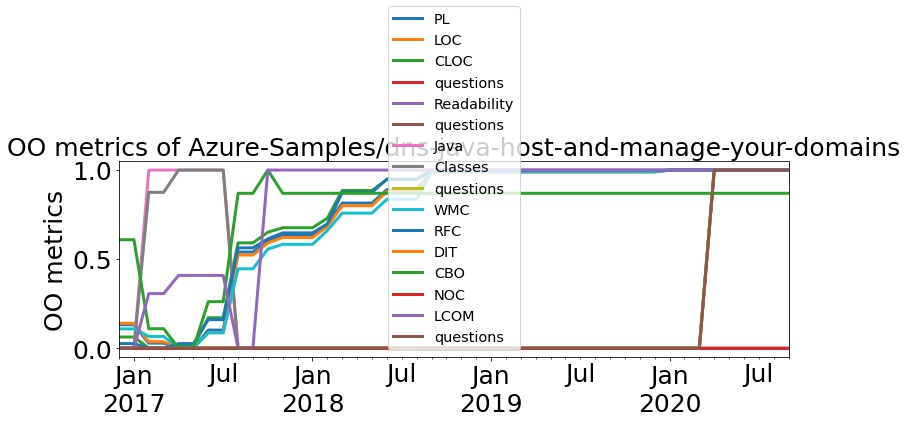 PL
LOC
CLOC
questions
Readability
questions
OO metrics of Azure-Samples/dns-java-host-and-manage-your-domains
Java
Classes
questions
WMC
RFC
DIT
CBO
NOC
LCOM
questions
OO metrics
1.0
0.5
0.0
Jan Jul Jan Jul Jan Jul Jan Jul
2017 2018 2019 2020